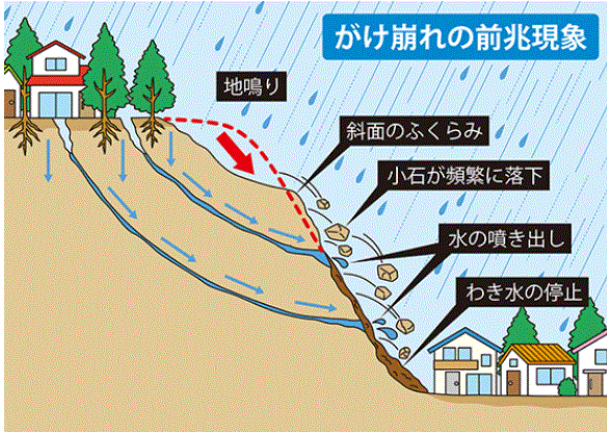 がけ崩れの前兆現象
地鳴り
斜面のふくらみ
小石が頻繁に落下
水の噴き出し
わき水の停止